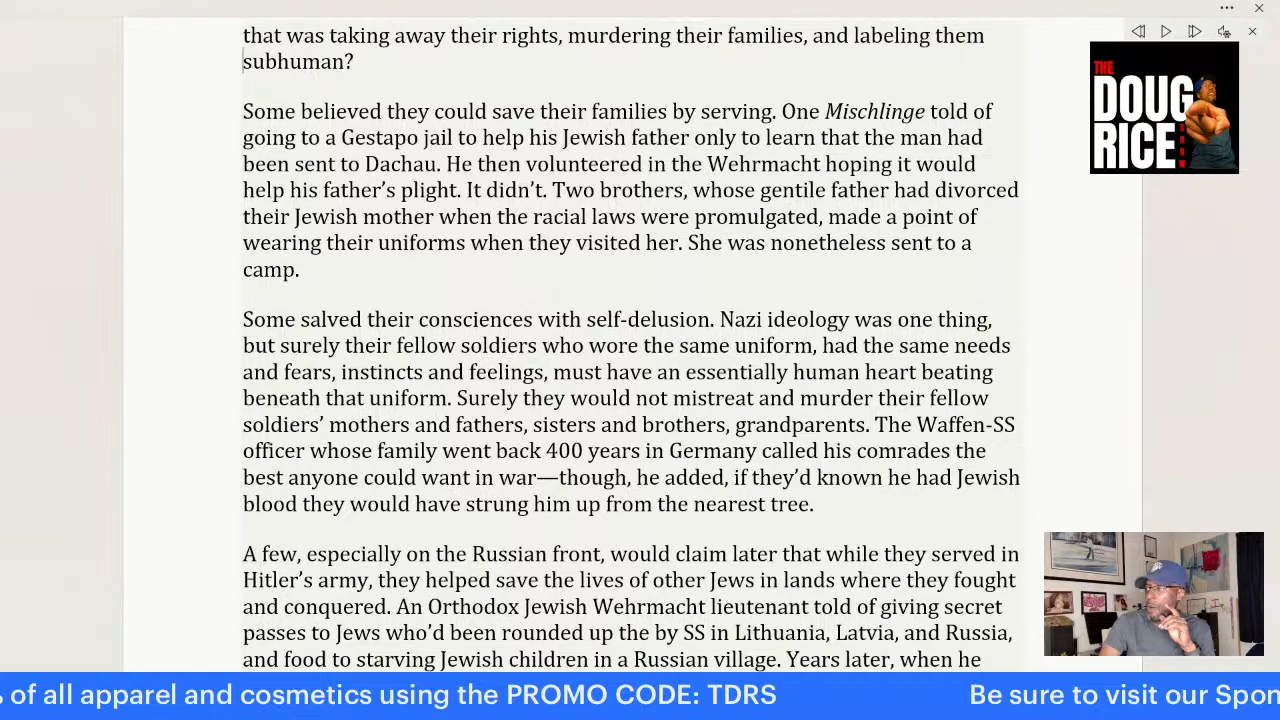 that was taking away their rights, murdering their families, and labeling them
subhuman?
Some believed they could save their families by serving. One Mischlinge told of
going to a Gestapo jail to help his Jewish father only to learn that the man had
been sent to Dachau. He then volunteered in the Wehrmacht hoping it would
help his father’s plight. It didn’t. Two brothers, whose gentile father had divorced
their Jewish mother when the racial laws were promulgated, made a point of
wearing their uniforms when they visited her. She was nonetheless sent to a
camp.
Some salved their consciences with self-delusion. Nazi ideology was one thing,
but surely their fellow soldiers who wore the same uniform, had the same needs
and fears, instincts and feelings, must have an essentially human heart beating
beneath that uniform. Surely they would not mistreat and murder their fellow
soldiers’ mothers and fathers, sisters and brothers, grandparents. The Waffen-SS
officer whose family went back 400 years in Germany called his comrades the
best anyone could want in war—though, he added, if they’d known he had Jewish
blood they would have strung him up from the nearest tree.
A few, especially on the Russian front, would claim later that while they served in
Hitler’s army, they helped save the lives of other Jews in lands where they fought
and conquered. An Orthodox Jewish Wehrmacht lieutenant told of giving secret
passes to Jews who’d been rounded up the by SS in Lithuania, Latvia, and Russia,
and food to starving Jewish children in a Russian village. Years later, when he
THE
DOUG
RICE
SHOW
% of all apparel and cosmetics using the PROMO CODE: TDRS
Be sure to visit our Spon